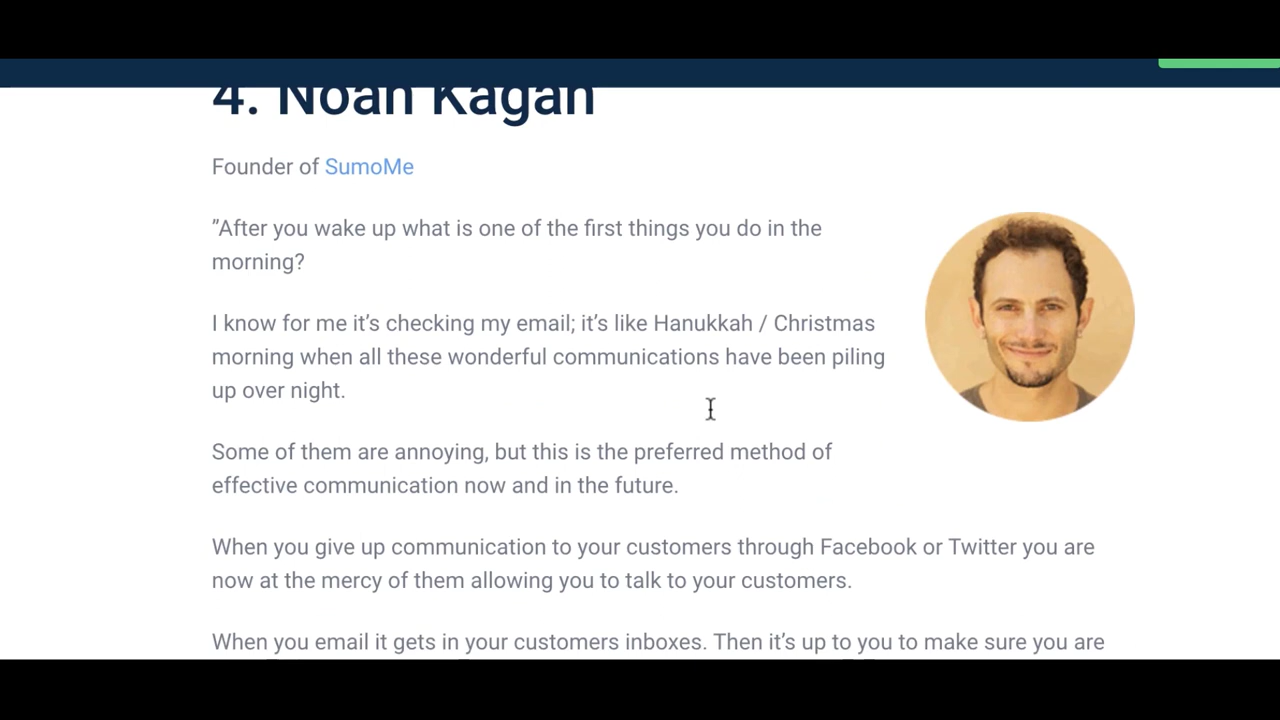 4. Noah Kagan
Founder of SumoMe
”After you wake up what is one of the first things you do in the
morning?
I know for me it’s checking my email; it’s like Hanukkah / Christmas
morning when all these wonderful communications have been piling
up over night.
Some of them are annoying, but this is the preferred method of
effective communication now and in the future.
When you give up communication to your customers through Facebook or Twitter you are
now at the mercy of them allowing you to talk to your customers.
When you email it gets in your customers inboxes. Then it’s up to you to make sure you are